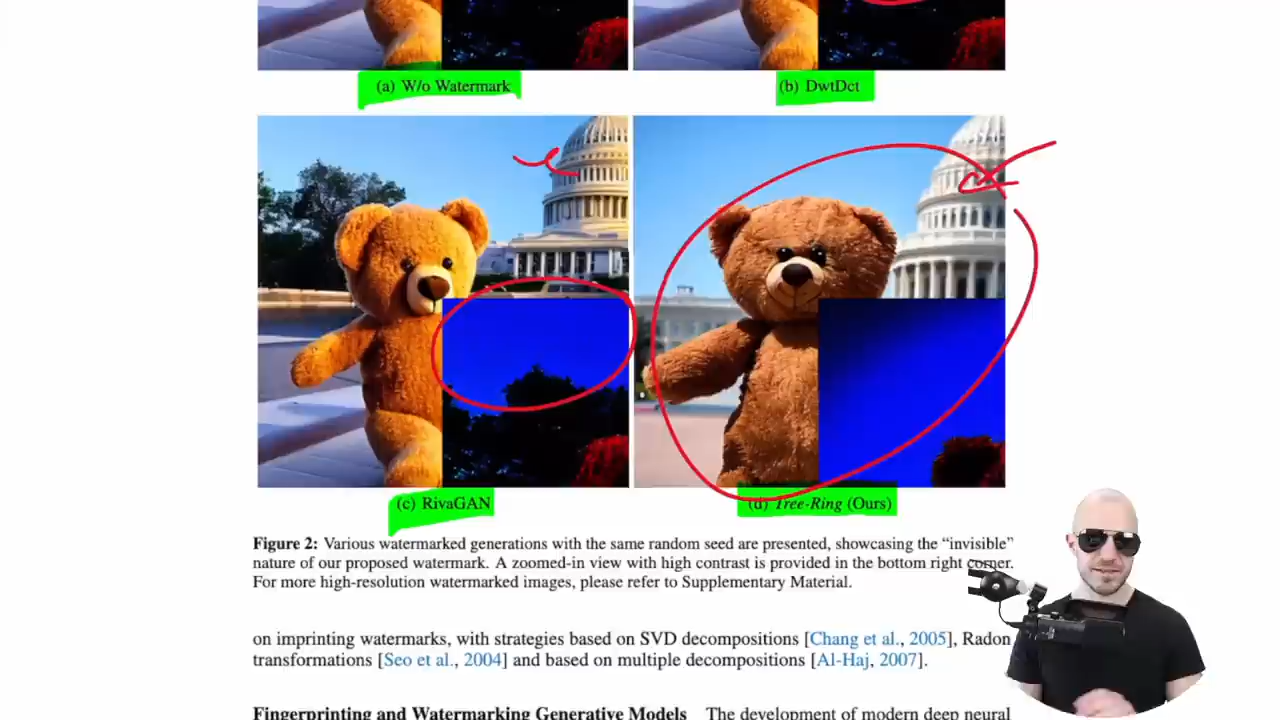 (a) W/o Watermark
(b) DwtDct
(c) RivaGAN
(d) Tree-Ring (Ours)
Figure 2: Various watermarked generations with the same random seed are presented, showcasing the “invisible”
nature of our proposed watermark. A zoomed-in view with high contrast is provided in the bottom right corner.
For more high-resolution watermarked images, please refer to Supplementary Material.
on imprinting watermarks, with strategies based on SVD decompositions [Chang et al., 2005], Radon
transformations [Seo et al., 2004] and based on multiple decompositions [Al-Haj, 2007].
Fingerprinting and Watermarking Generative Models The development of modern deep neural